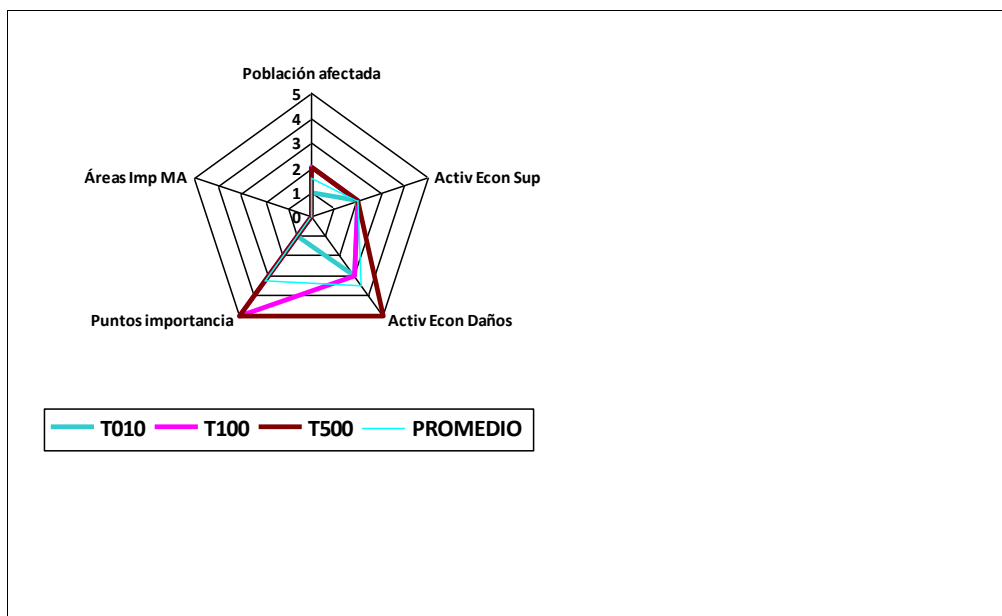 Población afectada
5
4
3
2
1
0
Áreas Imp MA
Activ Econ Sup
Puntos importancia
Activ Econ Daños
T010 T100 T500 PROMEDIO